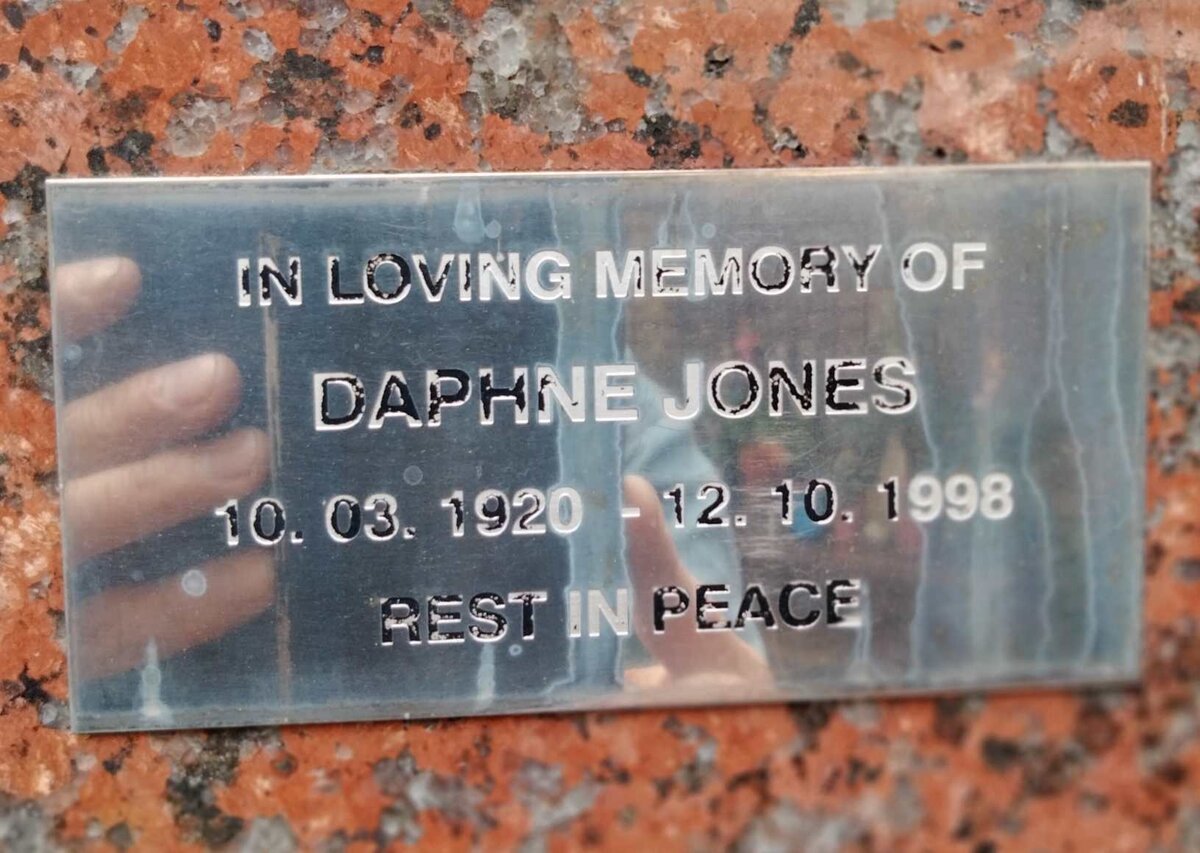 IN LOVING MEMORY OF
DAPHNE JONES
10. 03. 1920 - 12. 10. 1998
REST IN PEACE